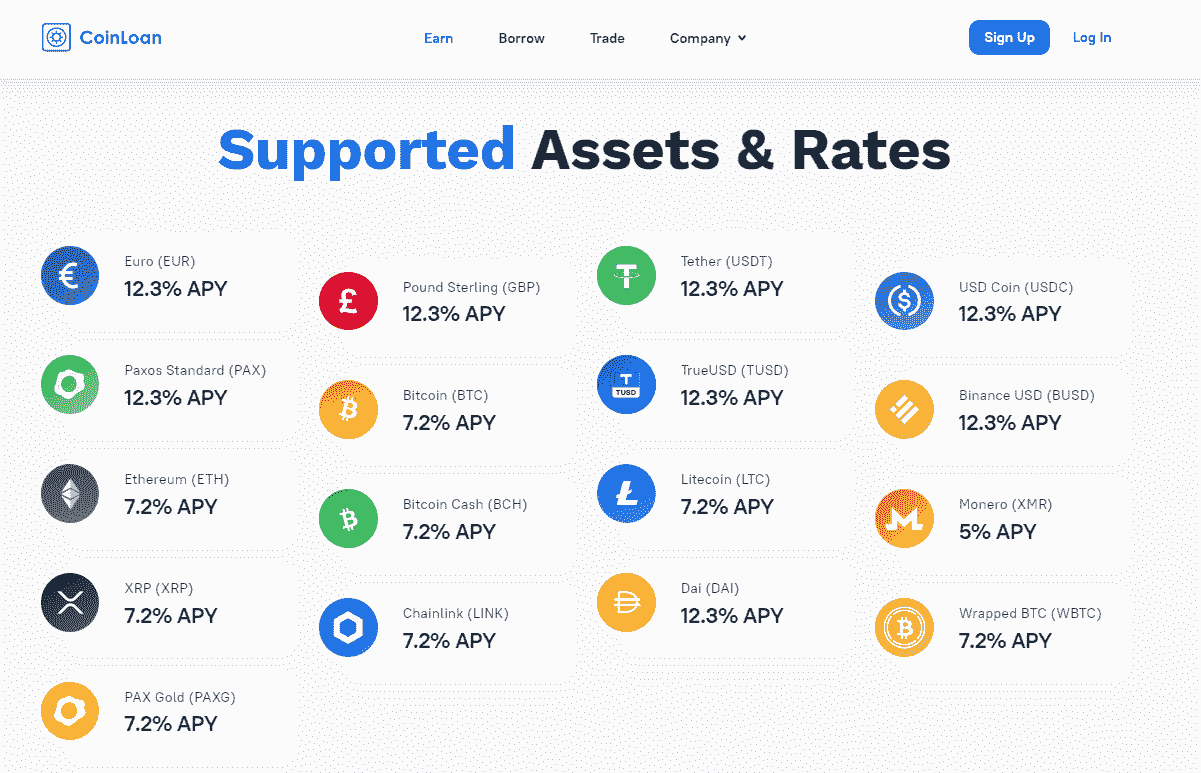 CoinLoan
Earn
Borrow
Trade
Company
Sign Up
Log In
Supported Assets & Rates
Euro (EUR)
12.3% APY
Pound Sterling (GBP)
12.3% APY
Tether (USDT)
12.3% APY
USD Coin (USDC)
12.3% APY
Paxos Standard (PAX)
12.3% APY
Bitcoin (BTC)
7.2% APY
TUSD
TrueUSD (TUSD)
12.3% APY
Binance USD (BUSD)
12.3% APY
Ethereum (ETH)
7.2% APY
Bitcoin Cash (BCH)
7.2% APY
Litecoin (LTC)
7.2% APY
Monero (XMR)
5% APY
XRP (XRP)
7.2% APY
Chainlink (LINK)
7.2% APY
Dai (DAI)
12.3% APY
Wrapped BTC (WBTC)
7.2% APY
PAX Gold (PAXG)
7.2% APY